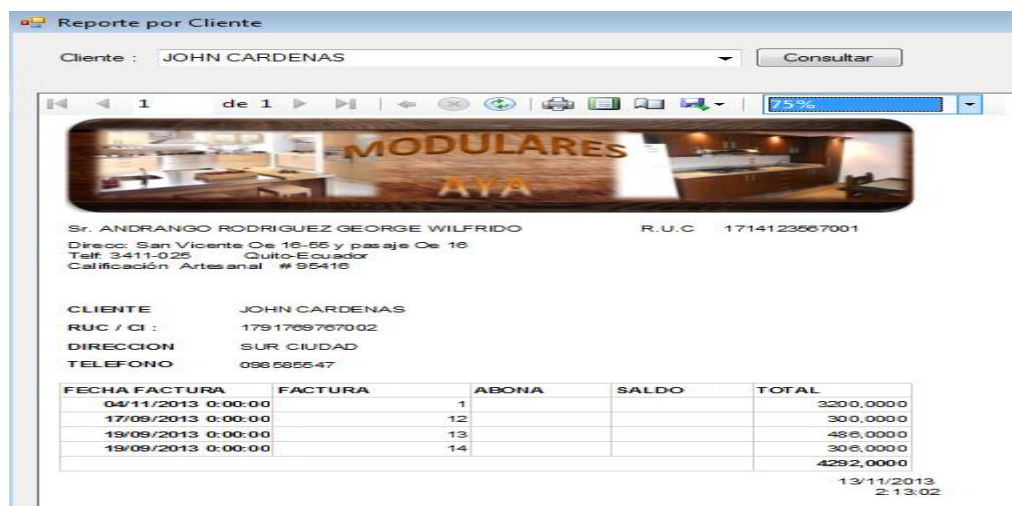 Reporte por Cliente
Cliente : JOHN CARDENAS Consultar
1 de 1 75%
MODULARES
AYA
Sr. ANDRANGO RODRIGUEZ GEORGE WILFRIDO R.U.C 1714123567001
Direcc: San Vicente Oe 16-55 y pasaje Oe 16
Telf: 3411-025 Quito-Ecuador
Calificación Artesanal # 95416
CLIENTE JOHN CARDENAS
RUC / CI : 1791769767002
DIRECCION SUR CIUDAD
TELEFONO 098585547
FECHA FACTURA FACTURA ABONA SALDO TOTAL
04/11/2013 0:00:00 1 3200,0000
17/09/2013 0:00:00 12 300,0000
19/09/2013 0:00:00 13 486,0000
19/09/2013 0:00:00 14 306,0000
4292,0000
13/11/2013
2:13:02